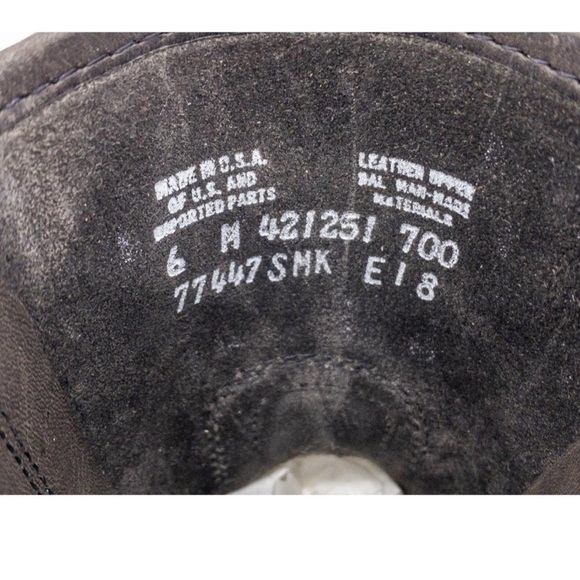 MADE IN U.S.A.
OF U.S. AND
IMPORTED PARTS
LEATHER UPPER
BAL MAN-MADE
MATERIALS
6 M 421251 700
77447SMK E18